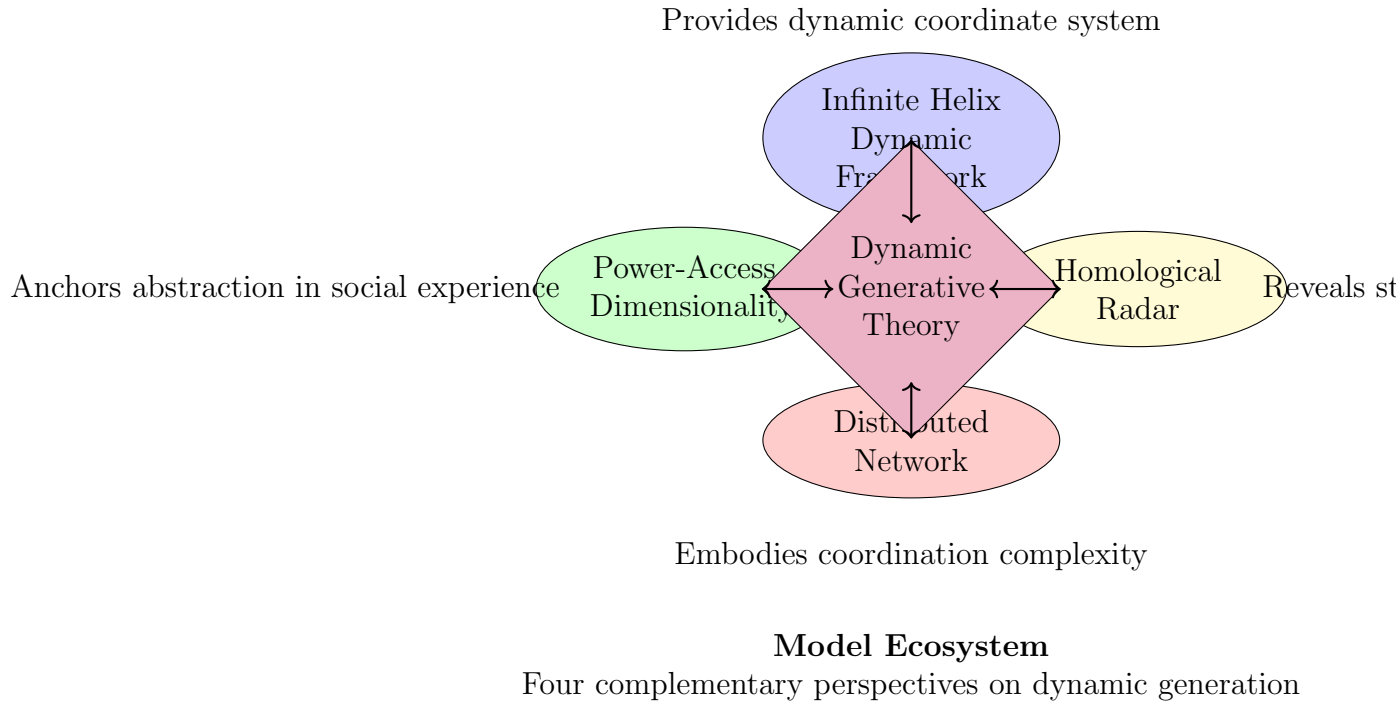 Provides dynamic coordinate system
Infinite Helix
Dynamic
Dynamic
Generative
Theory
Power-Access
Dimensionality
Homological
Radar
Anchors abstraction in social experience
Reveals
Network
Embodies coordination complexity
Model Ecosystem
Four complementary perspectives on dynamic generation